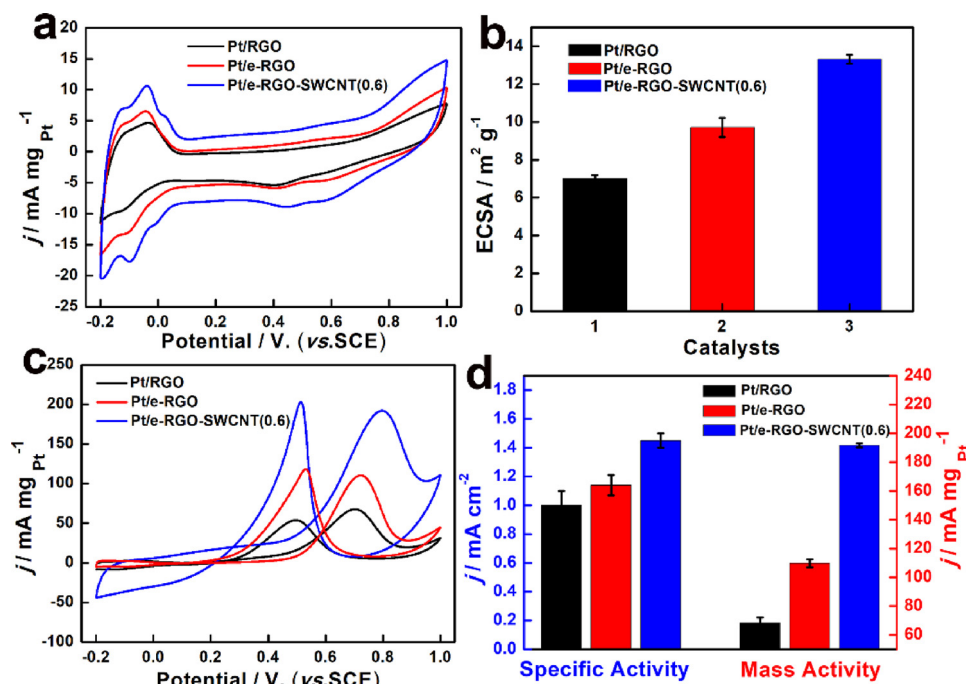 a
20
15
10
5
0
-5
-10
-15
-20
-25
j / mA mg Pt⁻¹
Pt/RGO
Pt/e-RGO
Pt/e-RGO-SWCNT(0.6)
-0.2 0.0 0.2 0.4 0.6 0.8 1.0
Potential / V. (vs.SCE)
b
14
12
10
8
6
4
2
0
ECSA / m² g⁻¹
Pt/RGO
Pt/e-RGO
Pt/e-RGO-SWCNT(0.6)
1 2 3
Catalysts
c
250
200
150
100
50
0
-50
-100
j / mA mg Pt⁻¹
Pt/RGO
Pt/e-RGO
Pt/e-RGO-SWCNT(0.6)
-0.2 0.0 0.2 0.4 0.6 0.8 1.0
Potential / V (vs.SCE)
d
1.8
1.6
1.4
1.2
1.0
0.8
0.6
0.4
0.2
0.0
j / mA cm⁻²
Pt/RGO
Pt/e-RGO
Pt/e-RGO-SWCNT(0.6)
240
220
200
180
160
140
120
100
80
60
j / mA mg Pt⁻¹
Specific Activity Mass Activity